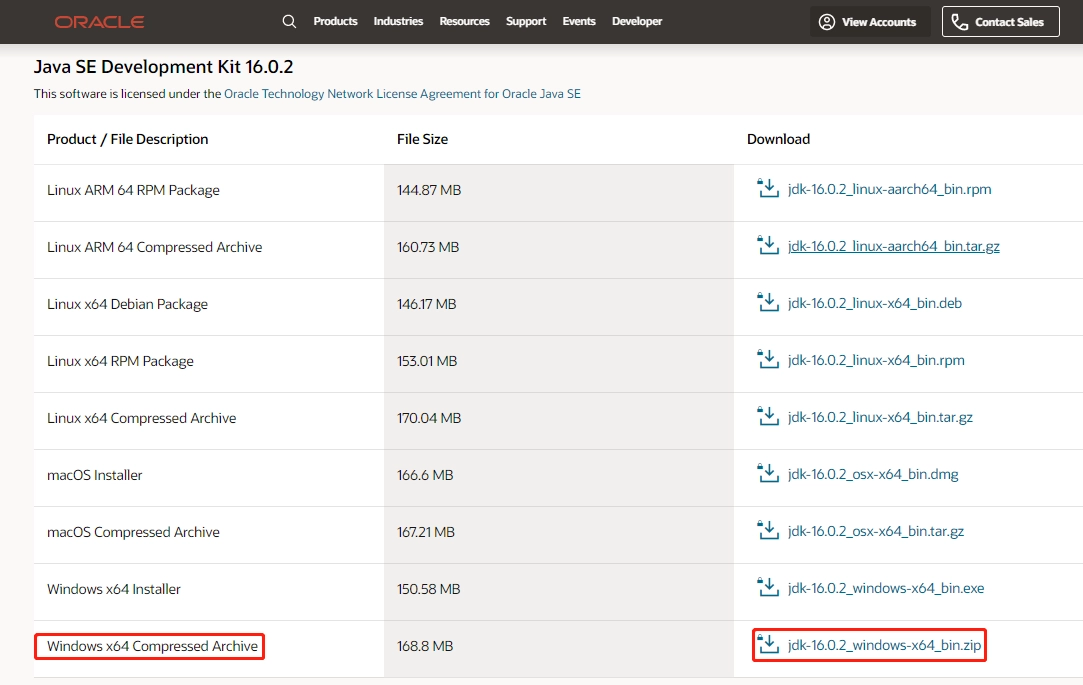 ORACLE Products Industries Resources Support Events Developer View Accounts Contact Sales
Java SE Development Kit 16.0.2
This software is licensed under the Oracle Technology Network License Agreement for Oracle Java SE
Product / File Description File Size Download
Linux ARM 64 RPM Package 144.87 MB jdk-16.0.2_linux-aarch64_bin.rpm
Linux ARM 64 Compressed Archive 160.73 MB jdk-16.0.2_linux-aarch64_bin.tar.gz
Linux x64 Debian Package 146.17 MB jdk-16.0.2_linux-x64_bin.deb
Linux x64 RPM Package 153.01 MB jdk-16.0.2_linux-x64_bin.rpm
Linux x64 Compressed Archive 170.04 MB jdk-16.0.2_linux-x64_bin.tar.gz
macOS Installer 166.6 MB jdk-16.0.2_osx-x64_bin.dmg
macOS Compressed Archive 167.21 MB jdk-16.0.2_osx-x64_bin.tar.gz
Windows x64 Installer 150.58 MB jdk-16.0.2_windows-x64_bin.exe
Windows x64 Compressed Archive 168.8 MB jdk-16.0.2_windows-x64_bin.zip